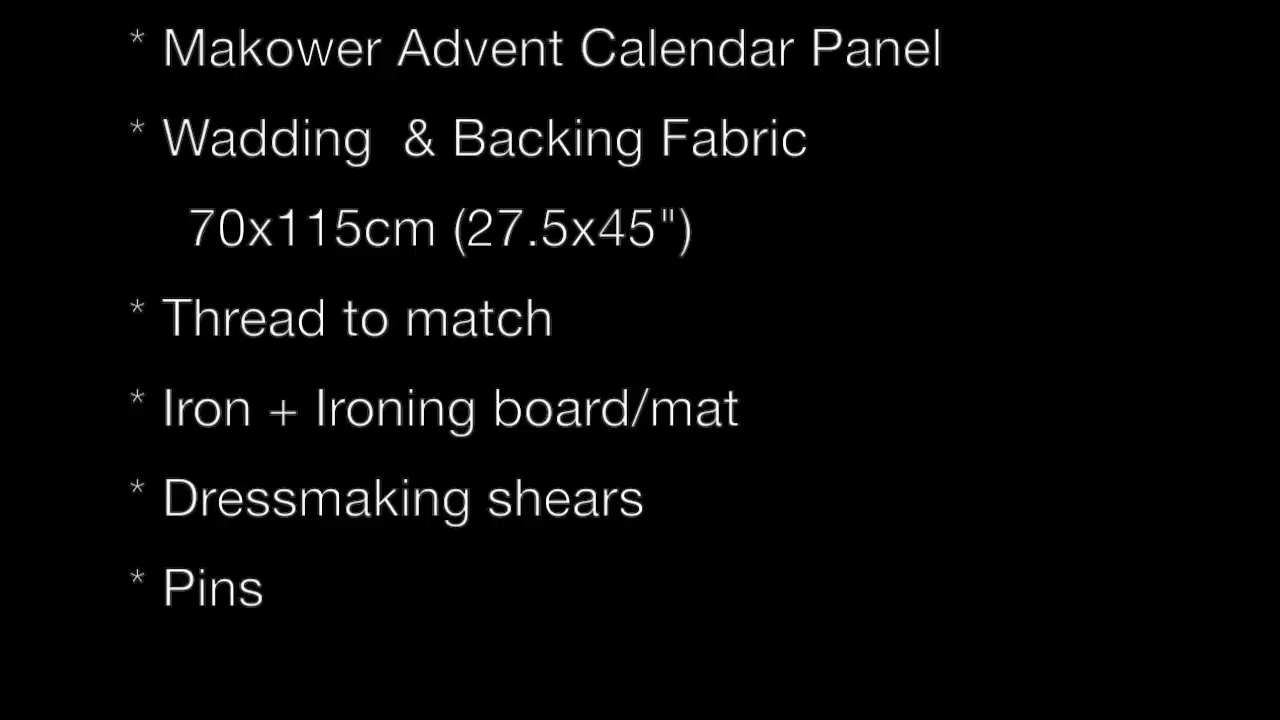 * Makower Advent Calendar Panel
* Wadding  & Backing Fabric
70x115cm (27.5x45")
* Thread to match
* Iron + Ironing board/mat
* Dressmaking shears
* Pins